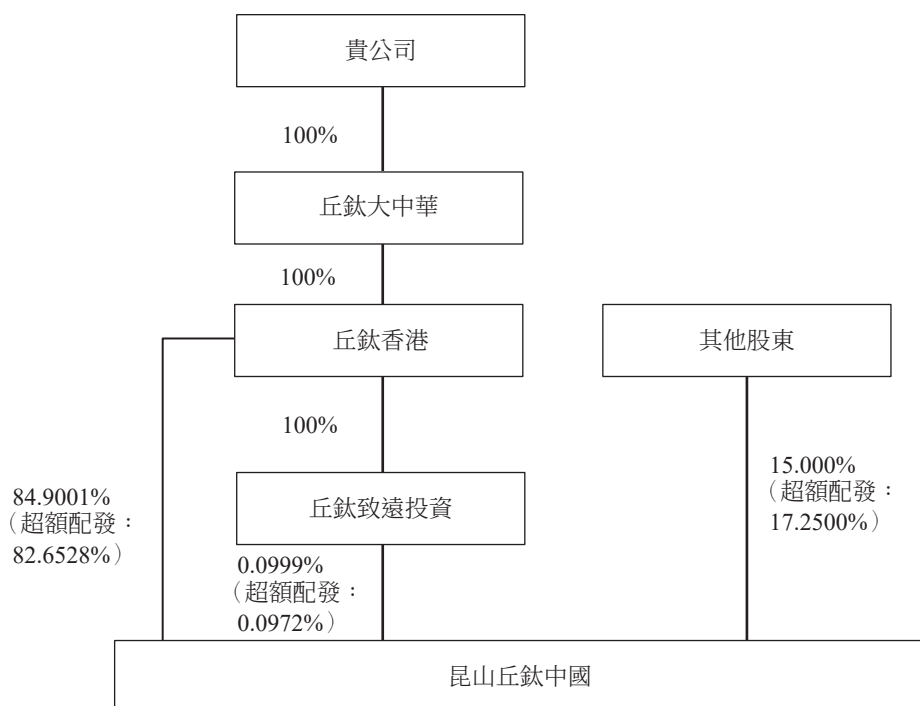 貴公司
100%
丘鈦大中華
100%
丘鈦香港
其他股東
100%
丘鈦致遠投資
84.9001%
（超額配發：
82.6528%）
0.0999%
（超額配發：
0.0972%）
15.000%
（超額配發：
17.2500%）
昆山丘鈦中國